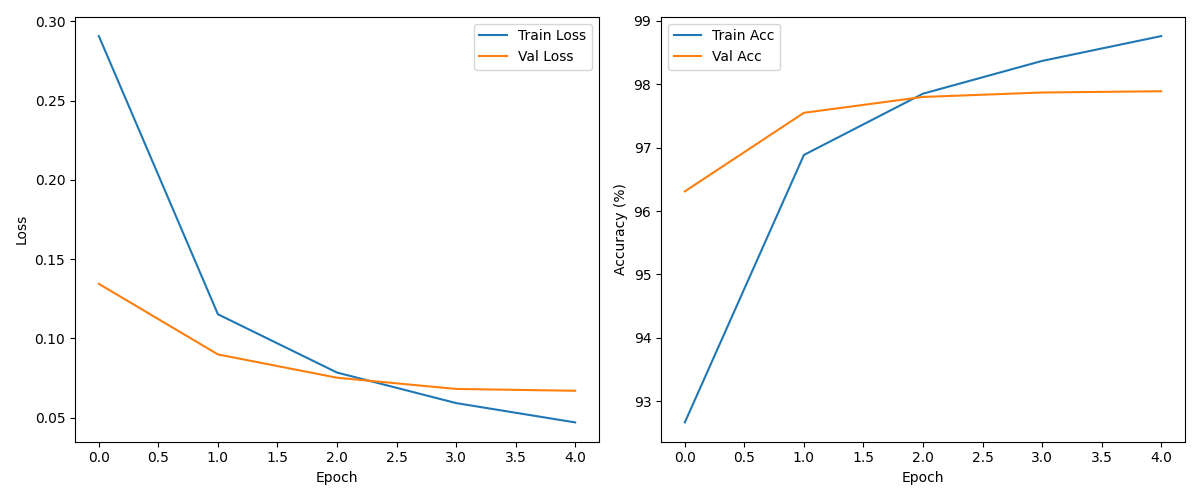 Train Loss
Val Loss
Loss
0.30
0.25
0.20
0.15
0.10
0.05
0.0 0.5 1.0 1.5 2.0 2.5 3.0 3.5 4.0
Epoch
Train Acc
Val Acc
Accuracy (%)
99
98
97
96
95
94
93
0.0 0.5 1.0 1.5 2.0 2.5 3.0 3.5 4.0
Epoch